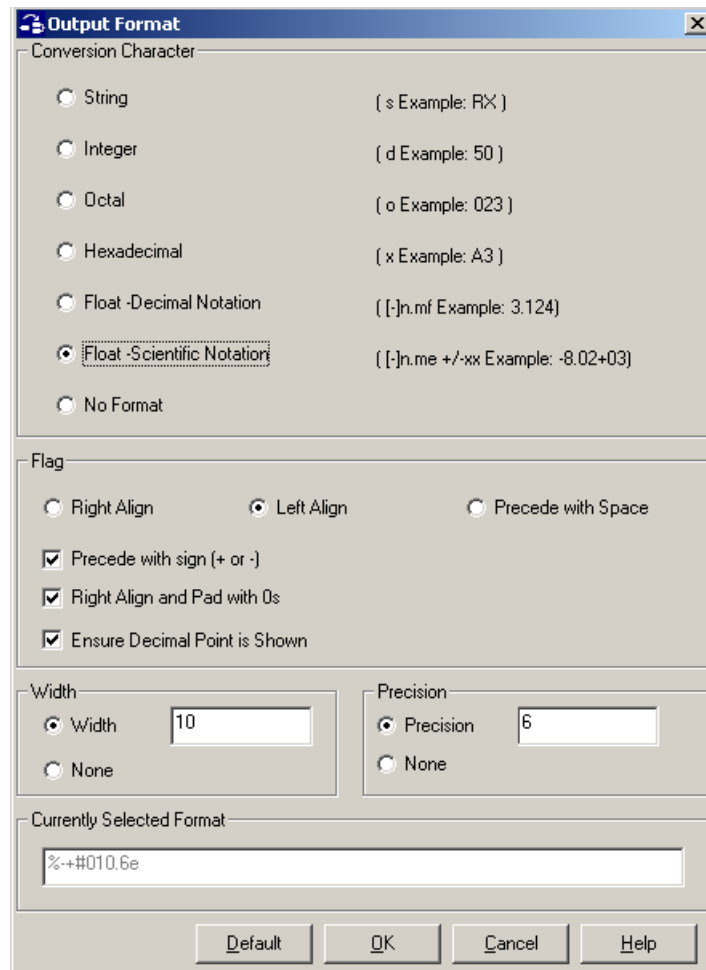 Output Format
Conversion Character
String ( s Example: RX )
Integer ( d Example: 50 )
Octal ( o Example: 023 )
Hexadecimal ( x Example: A3 )
Float -Decimal Notation ( [-]n.mf Example: 3.124)
Float -Scientific Notation ( [-]n.me +/-xx Example: -8.02+03)
No Format
Flag
Right Align Left Align Precede with Space
Precede with sign (+ or -)
Right Align and Pad with 0s
Ensure Decimal Point is Shown
Width Precision
Width 10 Precision 6
None None
Currently Selected Format
%-+#010.6e
Default OK Cancel Help